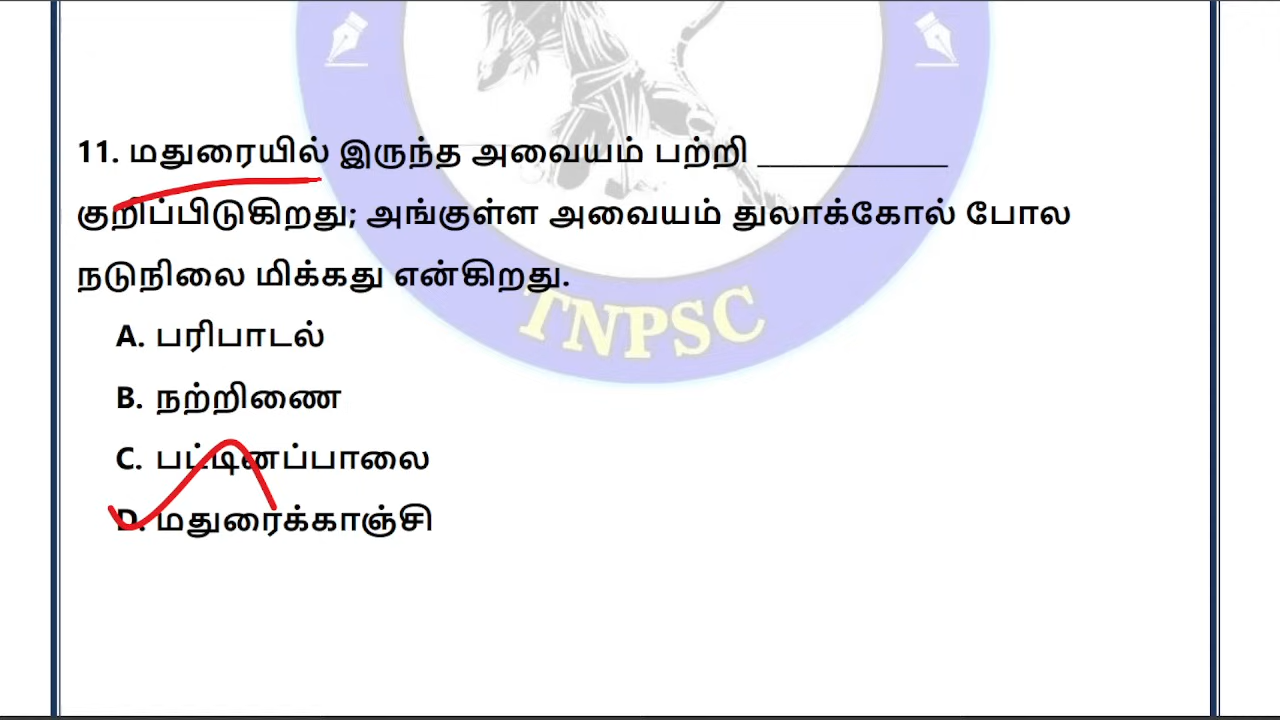 11. மதுரையில் இருந்த அவையம் பற்றி ______________
குறிப்பிடுகிறது; அங்குள்ள அவையம் துலாக்கோல் போல
நடுநிலை மிக்கது என்கிறது.
TNPSC
A. பரிபாடல்
B. நற்றிணை
C. பட்டினப்பாலை
D. மதுரைக்காஞ்சி